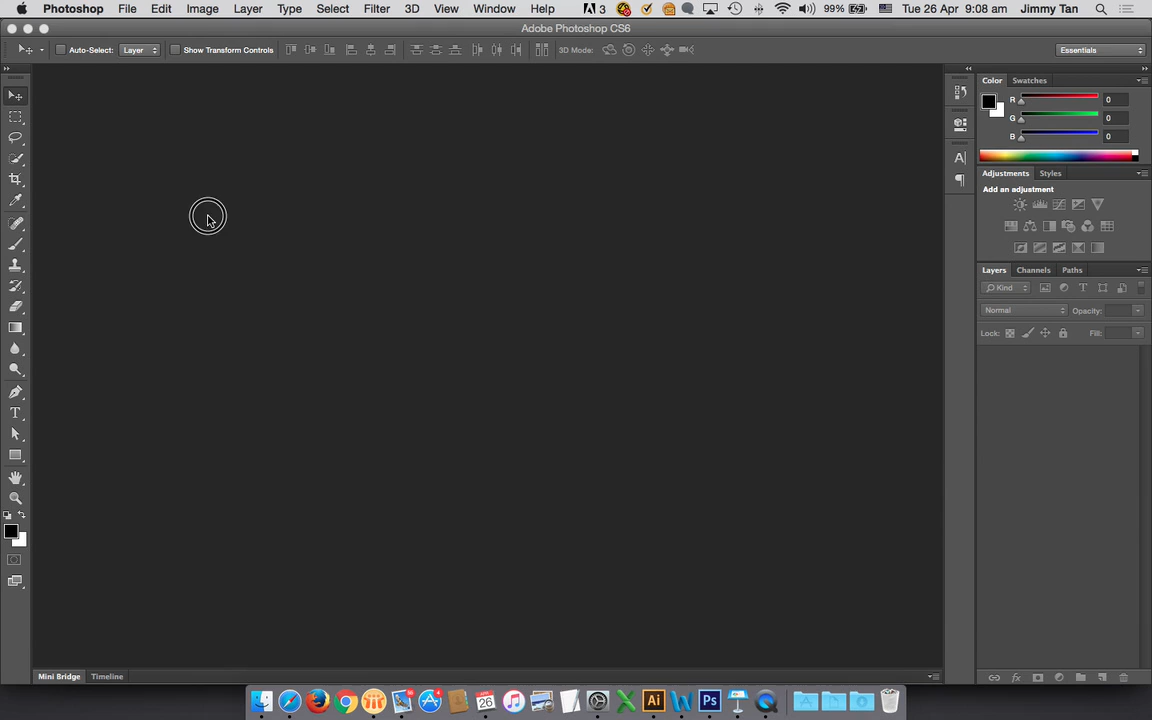 Photoshop File Edit Image Layer Type Select Filter 3D View Window Help 3 99% Tue 26 Apr 9:08 am Jimmy Tan
Adobe Photoshop CS6
Auto-Select: Layer Show Transform Controls 3D Mode: Essentials
Color Swatches
R 0
G 0
B 0
Adjustments Styles
Add an adjustment
Layers Channels Paths
Kind
Normal Opacity:
Lock: Fill:
Mini Bridge Timeline